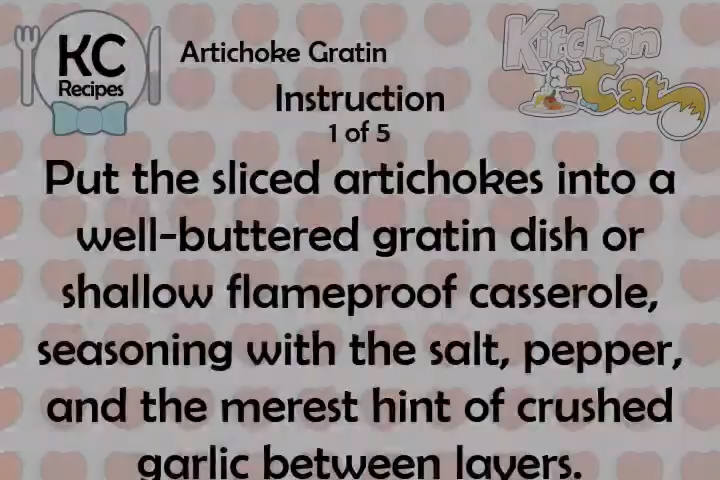 KC
Recipes
Artichoke Gratin
Kitchen
Cat
Instruction
1 of 5
Put the sliced artichokes into a
well-buttered gratin dish or
shallow flameproof casserole,
seasoning with the salt, pepper,
and the merest hint of crushed
garlic between layers.